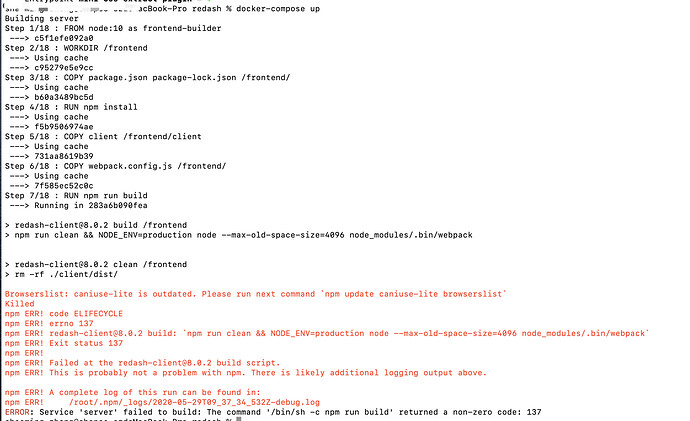 acBook-Pro redash % docker-compose up
Building server
Step 1/18 : FROM node:10 as frontend-builder
 ---> c5f1efe092a0
Step 2/18 : WORKDIR /frontend
 ---> Using cache
 ---> c95279e5e9cc
Step 3/18 : COPY package.json package-lock.json /frontend/
 ---> Using cache
 ---> b60a3489bc5d
Step 4/18 : RUN npm install
 ---> Using cache
 ---> f5b9506974ae
Step 5/18 : COPY client /frontend/client
 ---> Using cache
 ---> 731aa8619b39
Step 6/18 : COPY webpack.config.js /frontend/
 ---> Using cache
 ---> 7f585ec52c0c
Step 7/18 : RUN npm run build
 ---> Running in 283a6b090fea
> redash-client@8.0.2 build /frontend
> npm run clean && NODE_ENV=production node --max-old-space-size=4096 node_modules/.bin/webpack
> redash-client@8.0.2 clean /frontend
> rm -rf ./client/dist/
Browserslist: caniuse-lite is outdated. Please run next command `npm update caniuse-lite browserslist`
Killed
npm ERR! code ELIFECYCLE
npm ERR! errno 137
npm ERR! redash-client@8.0.2 build: `npm run clean && NODE_ENV=production node --max-old-space-size=4096 node_modules/.bin/webpack`
npm ERR! Exit status 137
npm ERR!
npm ERR! Failed at the redash-client@8.0.2 build script.
npm ERR! This is probably not a problem with npm. There is likely additional logging output above.
npm ERR! A complete log of this run can be found in:
npm ERR!     /root/.npm/_logs/2020-05-29T09_37_34_532Z-debug.log
ERROR: Service 'server' failed to build: The command '/bin/sh -c npm run build' returned a non-zero code: 137